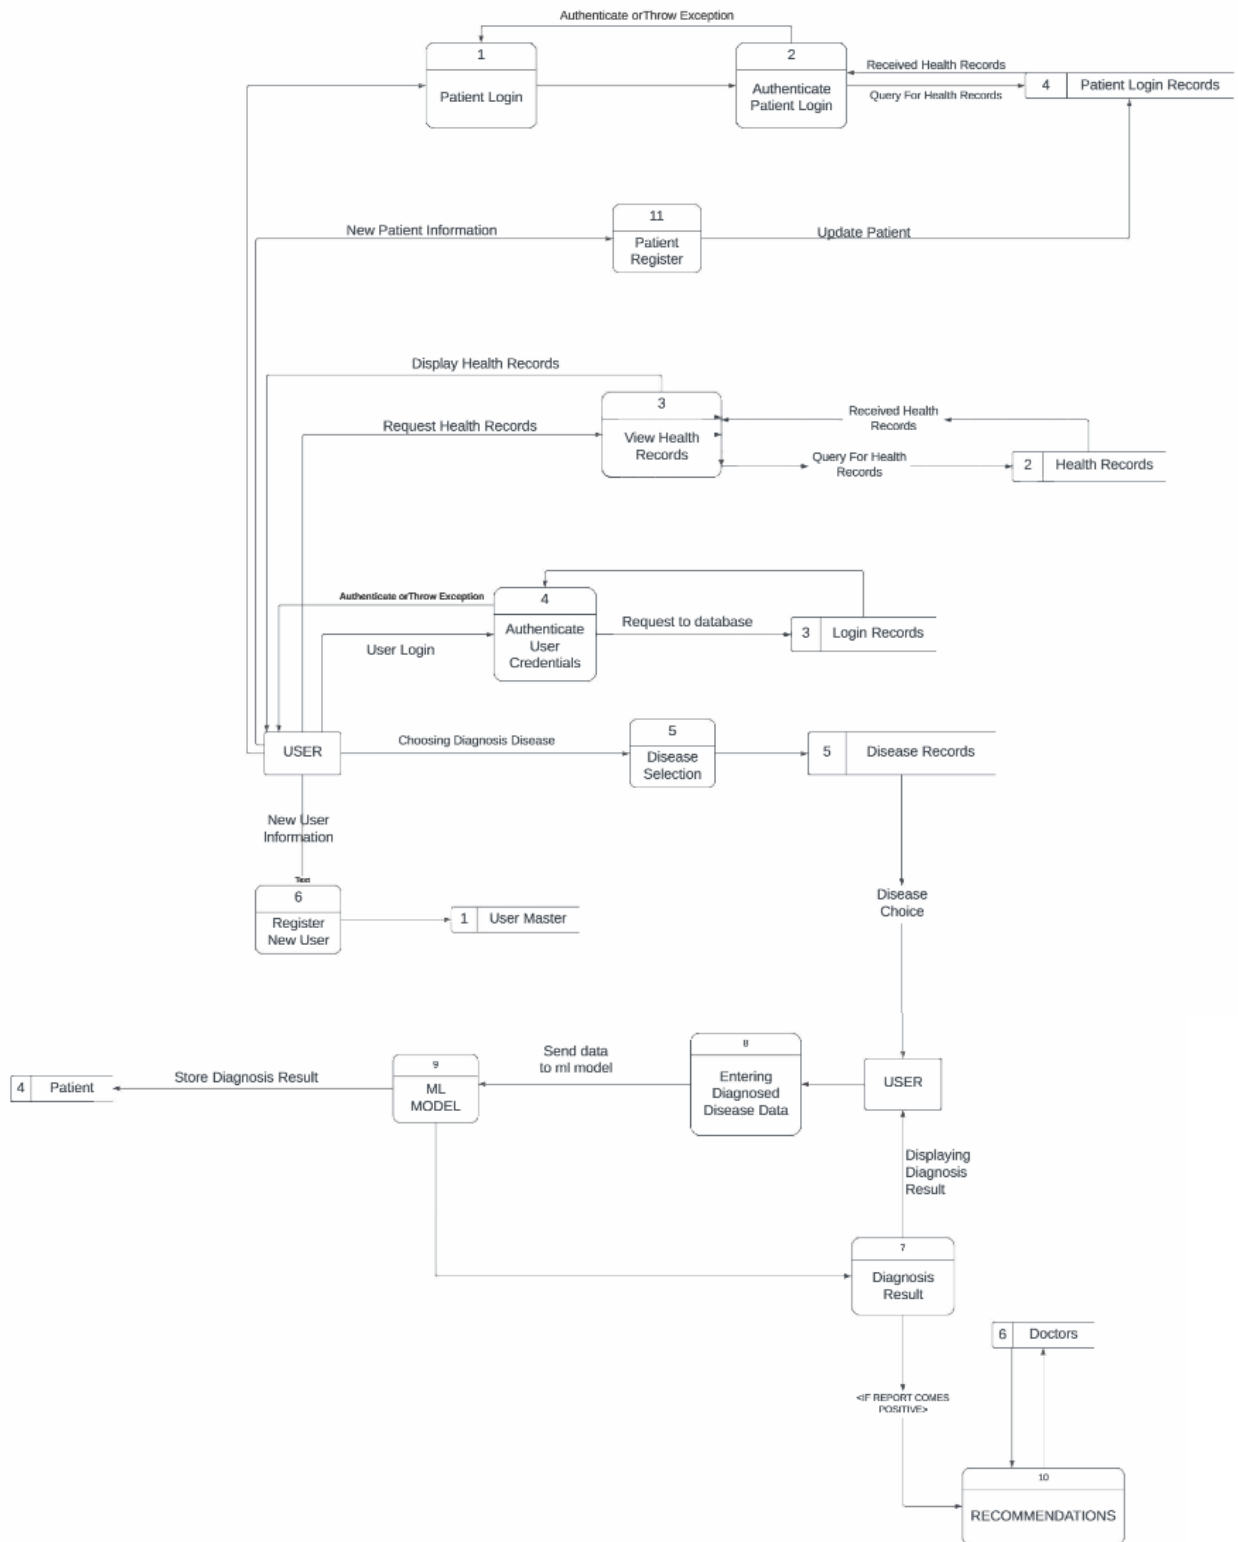 Authenticate orThrow Exception
1
Patient Login
2
Authenticate
Patient Login
Received Health Records
Query For Health Records
4
Patient Login Records
New Patient Information
11
Patient
Register
Update Patient
Display Health Records
Request Health Records
3
View Health
Records
Received Health
Records
Query For Health
Records
2
Health Records
Authenticate orThrow Exception
User Login
4
Authenticate
User
Credentials
Request to database
3
Login Records
USER
Choosing Diagnosis Disease
5
Disease
Selection
5
Disease Records
New User
Information
Text
6
Register
New User
1
User Master
Disease
Choice
4
Patient
Store Diagnosis Result
9
ML
MODEL
Send data
to ml model
8
Entering
Diagnosed
Disease Data
USER
Displaying
Diagnosis
Result
7
Diagnosis
Result
6
Doctors
<IF REPORT COMES
POSITIVE>
10
RECOMMENDATIONS